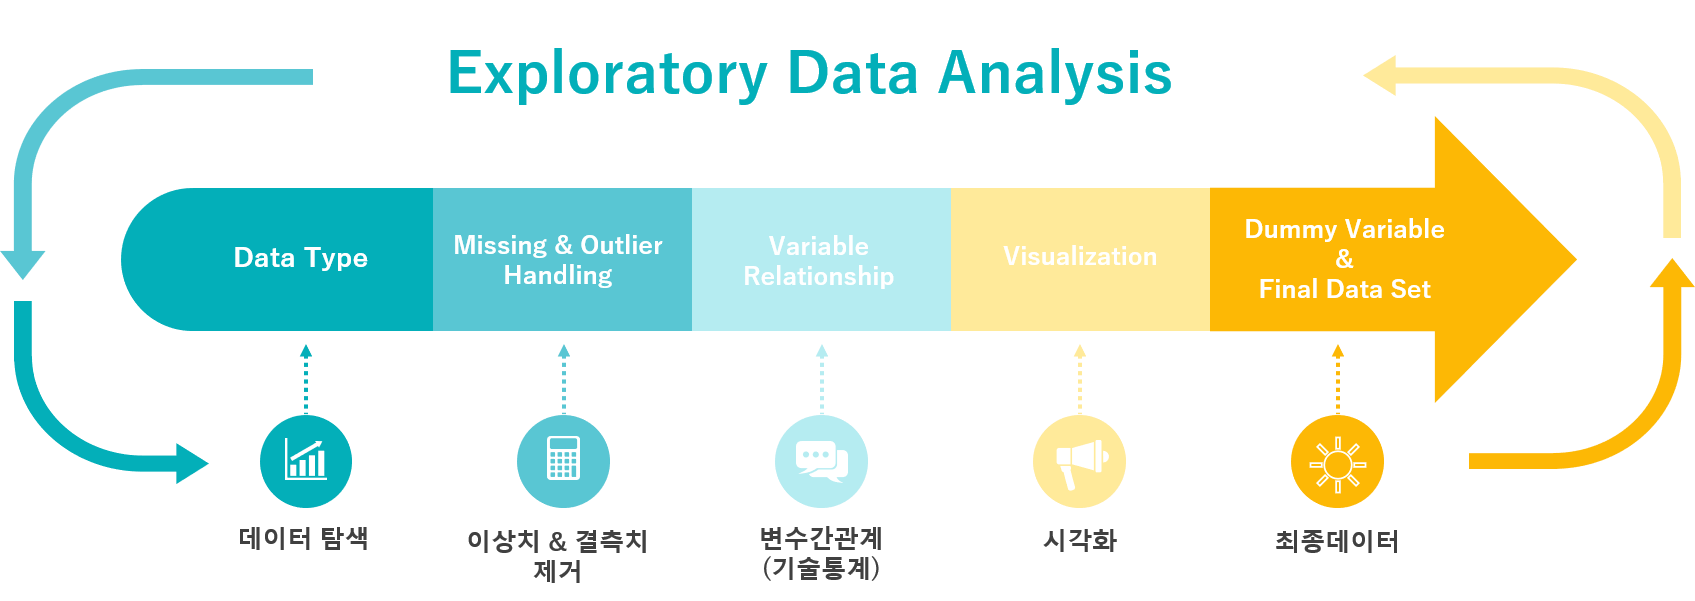 Exploratory Data Analysis
Data Type
Missing & Outlier
Handling
Variable
Relationship
Visualization
Dummy Variable
&
Final Data Set
데이터 탐색
이상치 & 결측치
제거
변수간관계
(기술통계)
시각화
최종데이터